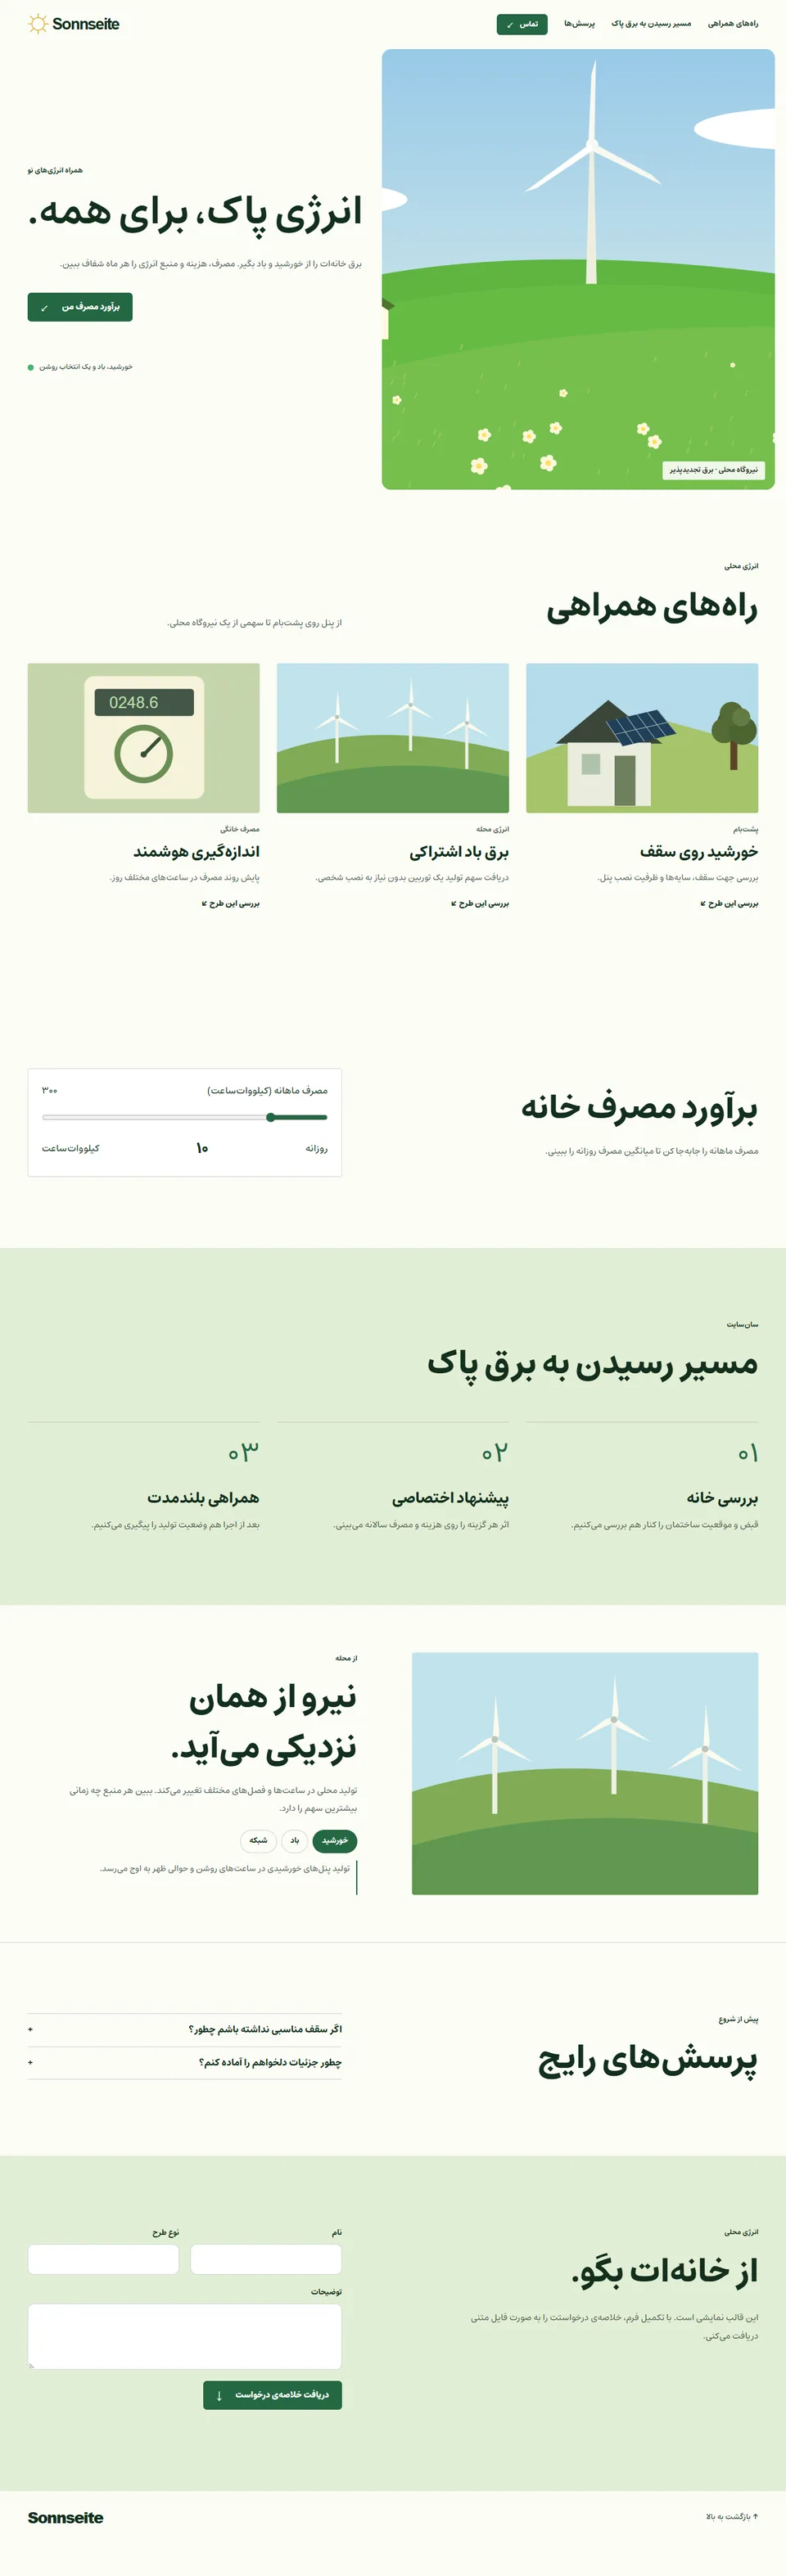 Sonnseite
راه‌های همراهی
مسیر رسیدن به برق پاک
پرسش‌ها
تماس ↙
همراه انرژی‌های نو
انرژی پاک، برای همه.
برق خانه‌ات را از خورشید و باد بگیر. مصرف، هزینه و منبع انرژی را هر ماه شفاف ببین.
برآورد مصرف من ↙
خورشید، باد و یک انتخاب روشن
نیروگاه محلی · برق تجدیدپذیر
انرژی محلی
راه‌های همراهی
از پنل روی پشت‌بام تا سهمی از یک نیروگاه محلی.
پشت‌بام
خورشید روی سقف
بررسی جهت سقف، سایه‌ها و ظرفیت نصب پنل.
بررسی این طرح ↙
انرژی محله
برق باد اشتراکی
دریافت سهم تولید یک توربین بدون نیاز به نصب شخصی.
بررسی این طرح ↙
0248.6
مصرف خانگی
اندازه‌گیری هوشمند
پایش روند مصرف در ساعت‌های مختلف روز.
بررسی این طرح ↙
برآورد مصرف خانه
مصرف ماهانه را جابه‌جا کن تا میانگین مصرف روزانه را ببینی.
مصرف ماهانه (کیلووات‌ساعت) ۳۰۰
روزانه ۱۰ کیلووات‌ساعت
سان‌سایت
مسیر رسیدن به برق پاک
۰۱
بررسی خانه
قبض و موقعیت ساختمان را کنار هم بررسی می‌کنیم.
۰۲
پیشنهاد اختصاصی
اثر هر گزینه را روی هزینه و مصرف سالانه می‌بینی.
۰۳
همراهی بلندمدت
بعد از اجرا هم وضعیت تولید را پیگیری می‌کنیم.
از محله
نیرو از همان
نزدیکی می‌آید.
تولید محلی در ساعت‌ها و فصل‌های مختلف تغییر می‌کند. ببین هر منبع چه زمانی
بیشترین سهم را دارد.
خورشید
باد
شبکه
تولید پنل‌های خورشیدی در ساعت‌های روشن و حوالی ظهر به اوج می‌رسد.
پیش از شروع
پرسش‌های رایج
اگر سقف مناسبی نداشته باشم چطور؟ +
چطور جزئیات دلخواهم را آماده کنم؟ +
انرژی محلی
از خانه‌ات بگو.
این قالب نمایشی است. با تکمیل فرم، خلاصه‌ی درخواستت را به صورت فایل متنی
دریافت می‌کنی.
نام
نوع طرح
توضیحات
دریافت خلاصه‌ی درخواست ↓
↑ بازگشت به بالا
Sonnseite